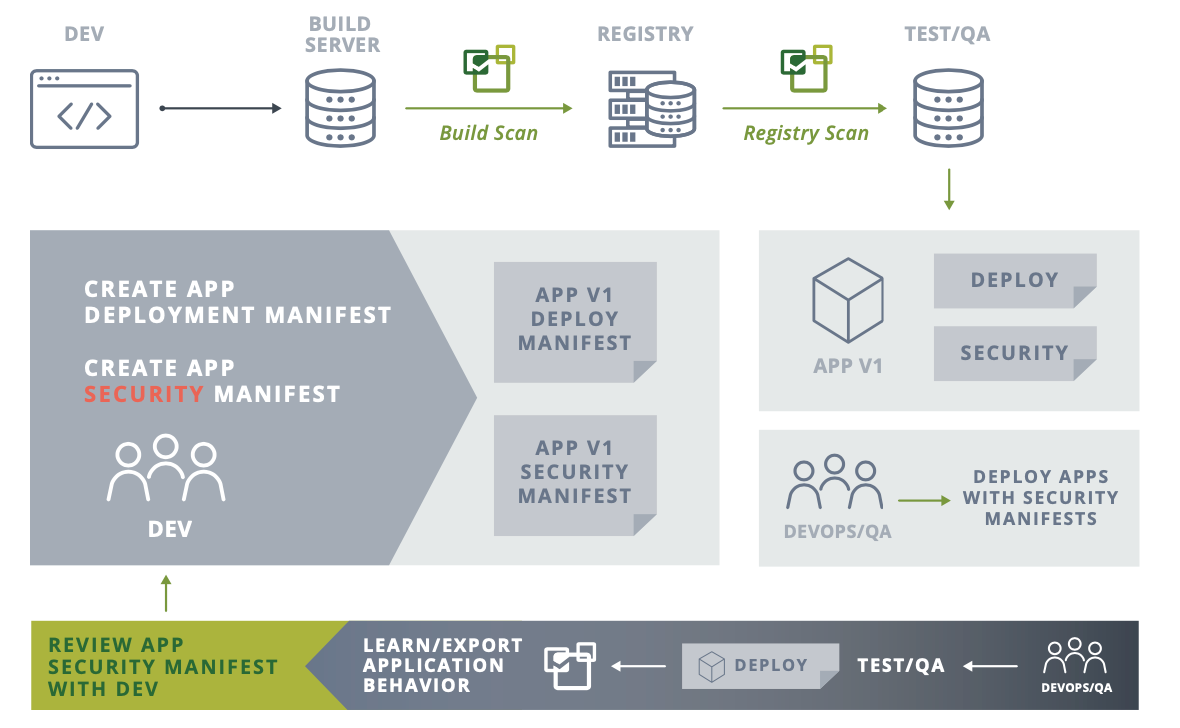 DEV
BUILD
SERVER
REGISTRY
TEST/QA
</>
Build Scan
Registry Scan
CREATE APP
DEPLOYMENT MANIFEST
CREATE APP
SECURITY MANIFEST
DEV
APP V1
DEPLOY
MANIFEST
APP V1
SECURITY
MANIFEST
APP V1
DEPLOY
SECURITY
DEVOPS/QA
DEPLOY APPS
WITH SECURITY
MANIFESTS
REVIEW APP
SECURITY MANIFEST
WITH DEV
LEARN/EXPORT
APPLICATION
BEHAVIOR
DEPLOY
TEST/QA
DEVOPS/QA